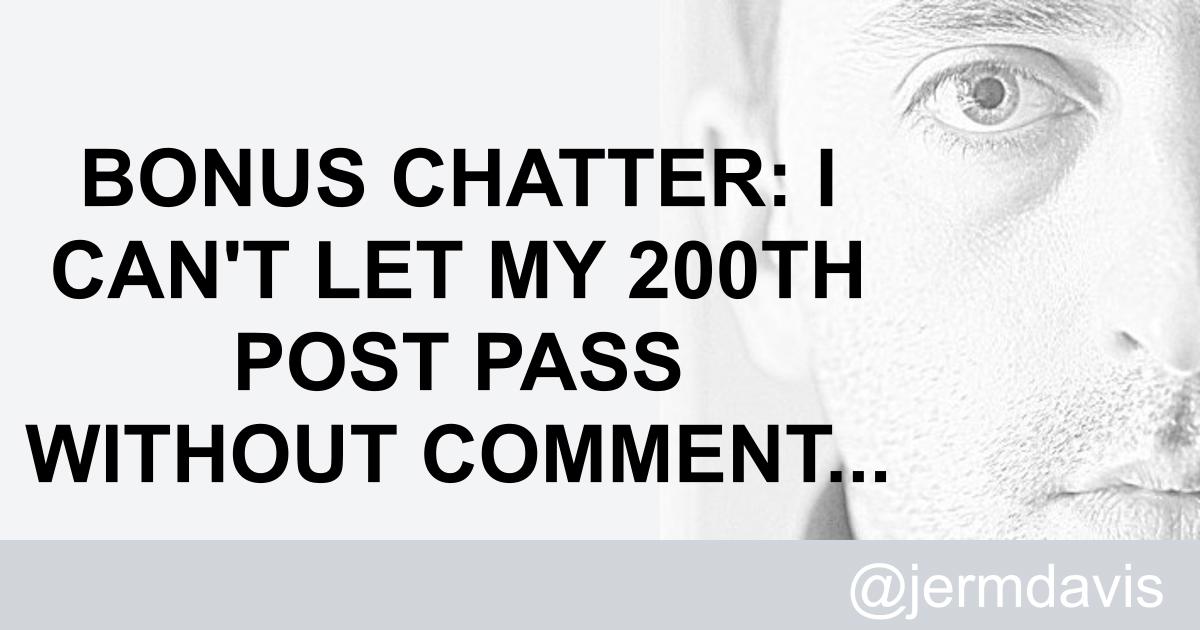 BONUS CHATTER: I
CAN'T LET MY 200TH
POST PASS
WITHOUT COMMENT...
@jermdavis